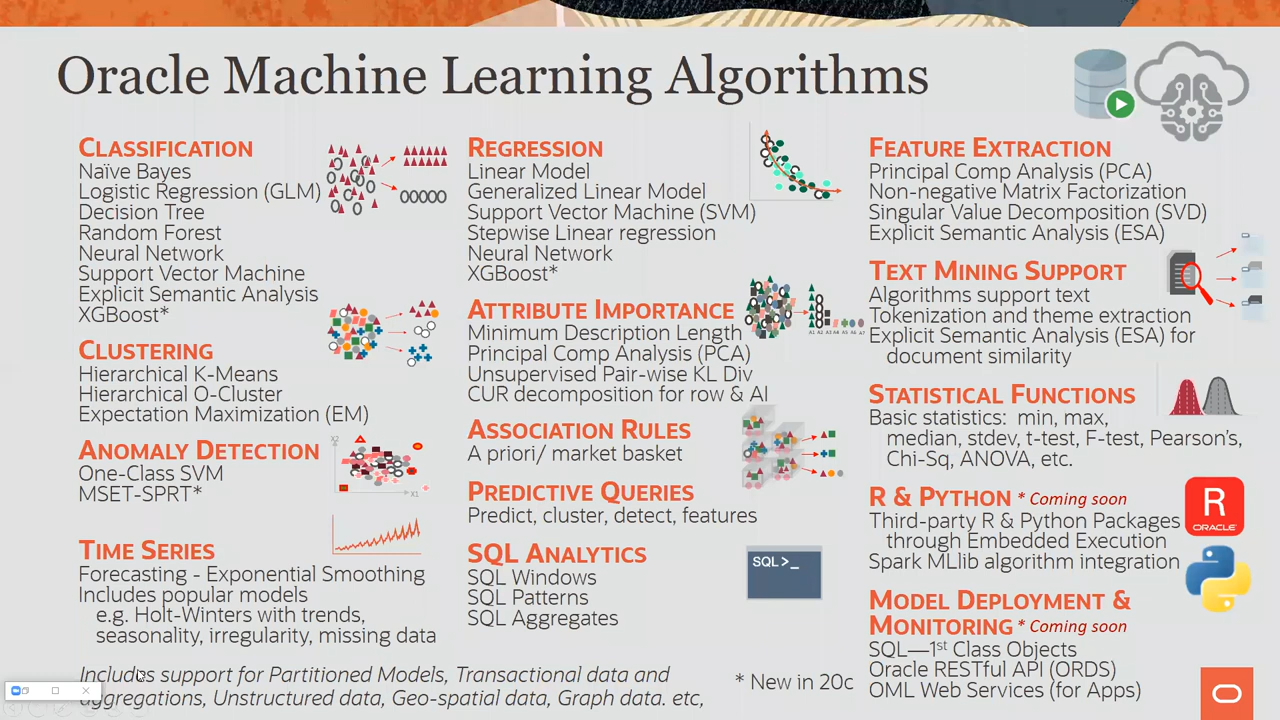 Oracle Machine Learning Algorithms
CLASSIFICATION
Naïve Bayes
Logistic Regression (GLM)
Decision Tree
Random Forest
Neural Network
Support Vector Machine
Explicit Semantic Analysis
XGBoost*
CLUSTERING
Hierarchical K-Means
Hierarchical O-Cluster
Expectation Maximization (EM)
ANOMALY DETECTION
One-Class SVM
MSET-SPRT*
X2
X1
TIME SERIES
Forecasting - Exponential Smoothing
Includes popular models
e.g. Holt-Winters with trends,
seasonality, irregularity, missing data
REGRESSION
Linear Model
Generalized Linear Model
Support Vector Machine (SVM)
Stepwise Linear regression
Neural Network
XGBoost*
ATTRIBUTE IMPORTANCE
Minimum Description Length
Principal Comp Analysis (PCA)
Unsupervised Pair-wise KL Div
CUR decomposition for row & AI
A1 A2 A3 A4 A5 A6 A7
ASSOCIATION RULES
A priori/ market basket
PREDICTIVE QUERIES
Predict, cluster, detect, features
SQL ANALYTICS
SQL Windows
SQL Patterns
SQL Aggregates
SQL >_
FEATURE EXTRACTION
Principal Comp Analysis (PCA)
Non-negative Matrix Factorization
Singular Value Decomposition (SVD)
Explicit Semantic Analysis (ESA)
TEXT MINING SUPPORT
Algorithms support text
Tokenization and theme extraction
Explicit Semantic Analysis (ESA) for
document similarity
STATISTICAL FUNCTIONS
Basic statistics: min, max,
median, stdev, t-test, F-test, Pearson's,
Chi-Sq, ANOVA, etc.
R & PYTHON * Coming soon
Third-party R & Python Packages
through Embedded Execution
Spark MLlib algorithm integration
R
ORACLE
MODEL DEPLOYMENT &
MONITORING * Coming soon
SQL—1st Class Objects
Oracle RESTful API (ORDS)
OML Web Services (for Apps)
Includes support for Partitioned Models, Transactional data and
aggregations, Unstructured data, Geo-spatial data, Graph data. etc,
* New in 20c